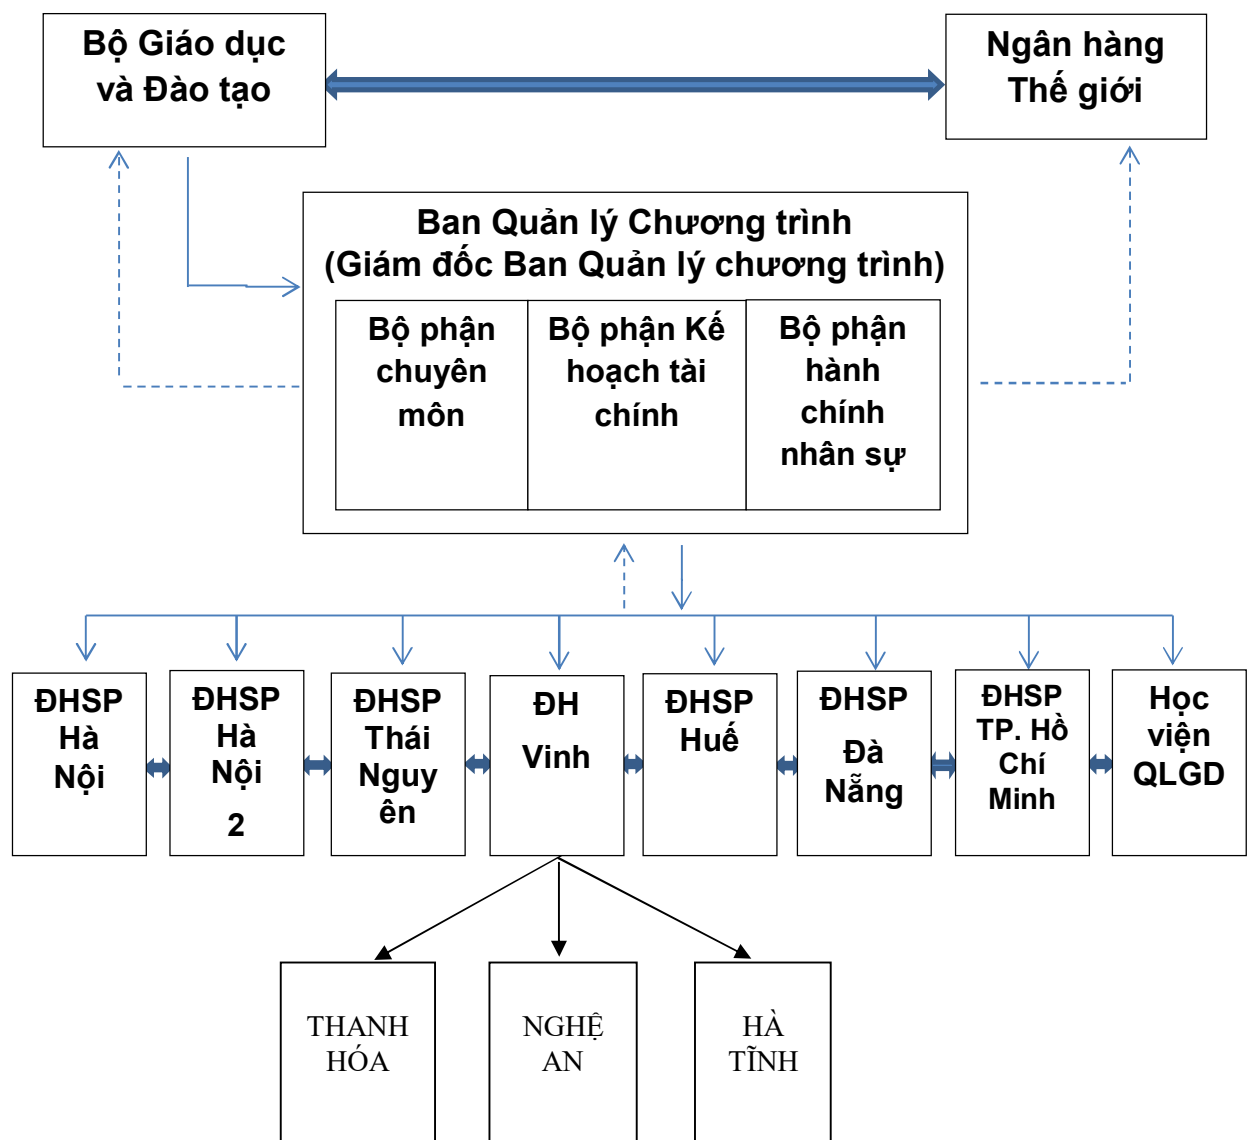 Bộ Giáo dục
và Đào tạo
Ngân hàng
Thế giới
Ban Quản lý Chương trình
(Giám đốc Ban Quản lý chương trình)
Bộ phận
chuyên
môn
Bộ phận Kế
hoạch tài
chính
Bộ phận
hành
chính
nhân sự
ĐHSP
Hà
Nội
ĐHSP
Hà
Nội
2
ĐHSP
Thái
Nguy
ên
ĐH
Vinh
ĐHSP
Huế
ĐHSP
Đà
Nẵng
ĐHSP
TP. Hồ
Chí
Minh
Học
viện
QLGD
THANH
HÓA
NGHỆ
AN
HÀ
TĨNH